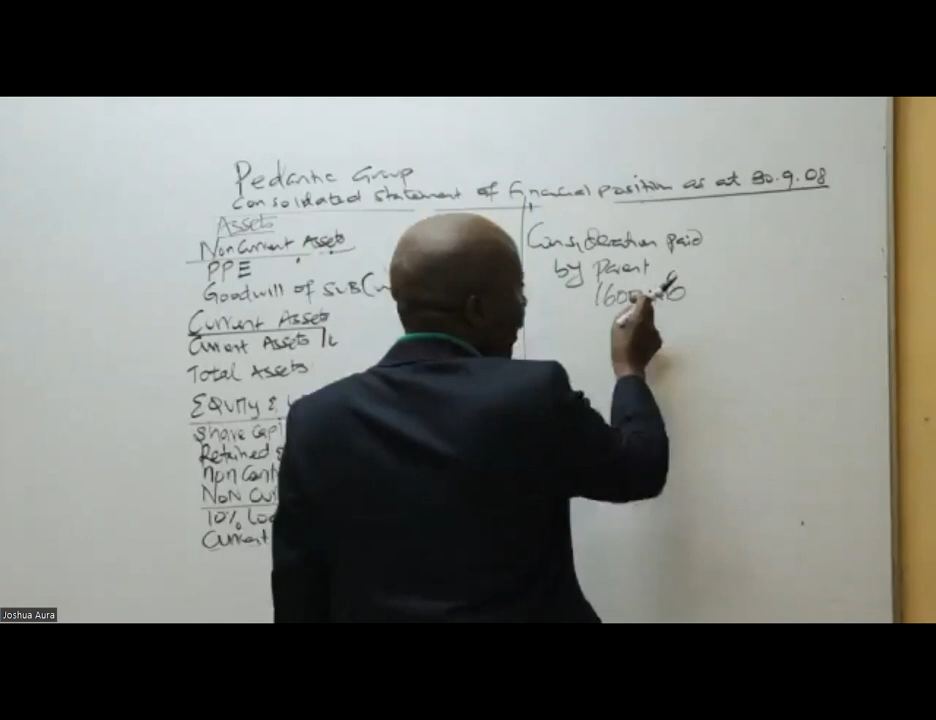 Pedantic Group
Consolidated Statement of Financial position as at 30.9.08
Assets
Non Current Assets
PPE
Goodwill of SUB(
Current Assets
Current Assets
Total Assets
Equity &
Share Cap
Retained
Non Cont
Non Cu
10% Loa
Current
Consideration paid
by Parent
Joshua Aura